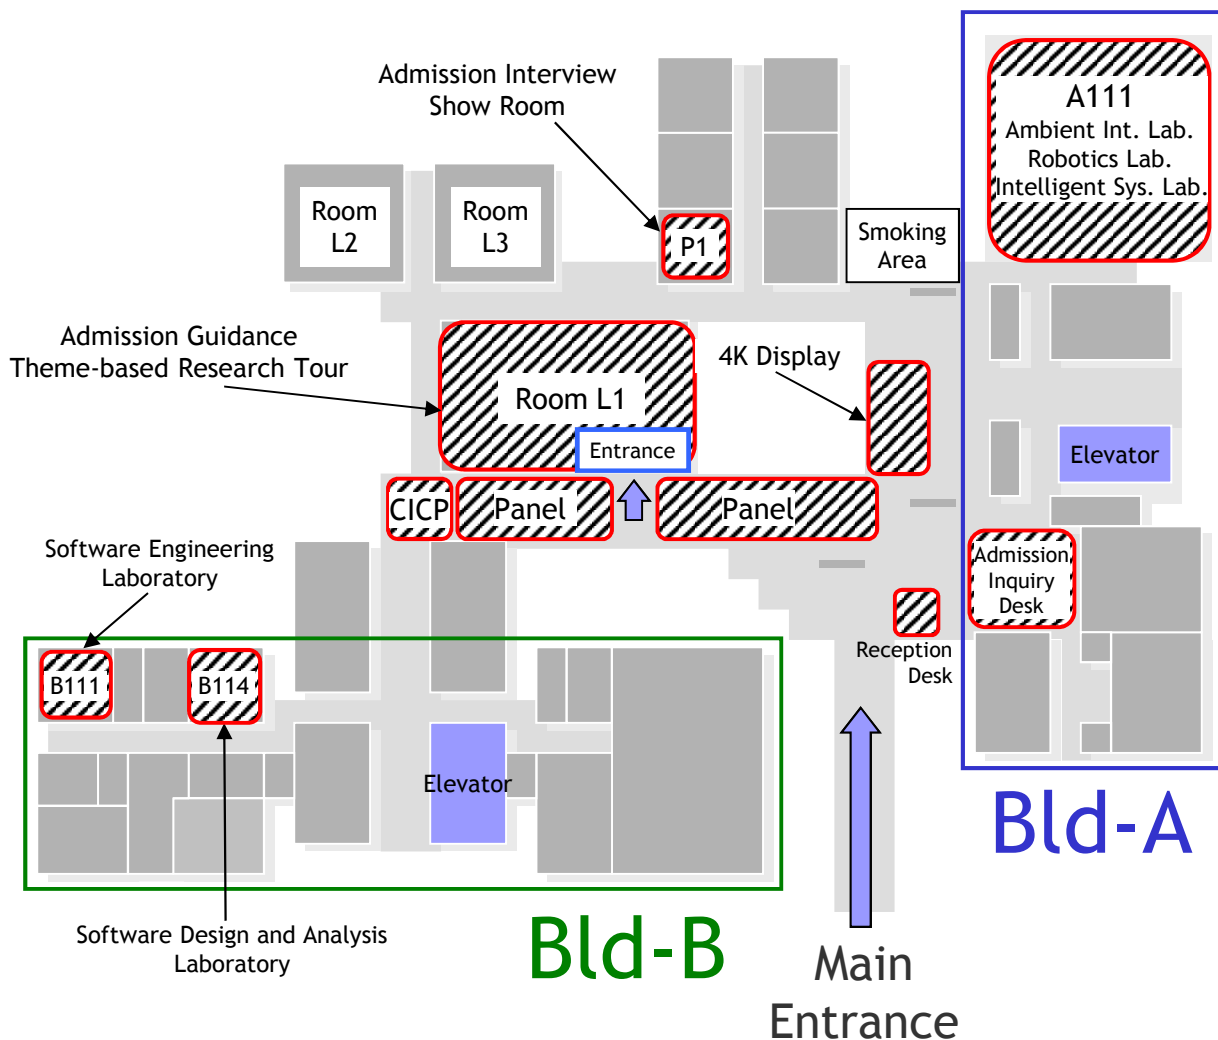 Admission Interview
Show Room
A111
Ambient Int. Lab.
Robotics Lab.
Intelligent Sys. Lab.
Room
L2
Room
L3
P1
Smoking
Area
Admission Guidance
Theme-based Research Tour
4K Display
Room L1
Entrance
Elevator
CICP
Panel
Panel
Software Engineering
Laboratory
Admission
Inquiry
Desk
Reception
Desk
B111
B114
Elevator
Bld-A
Software Design and Analysis
Laboratory
Bld-B
Main
Entrance